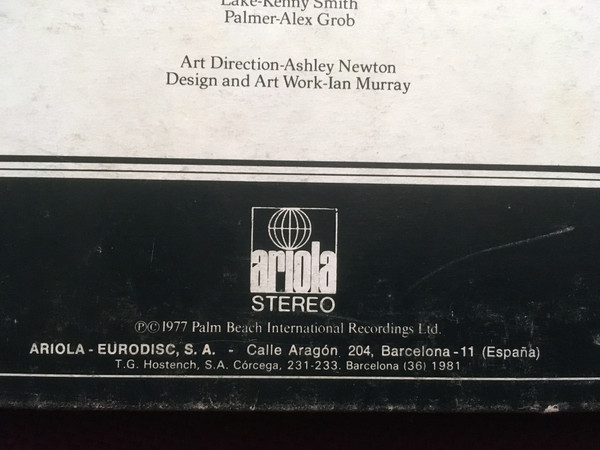 Lake-Kenny Smith
Palmer-Alex Grob
Art Direction-Ashley Newton
Design and Art Work-Ian Murray
ariola
STEREO
℗©1977 Palm Beach International Recordings Ltd.
ARIOLA - EURODISC, S. A. - Calle Aragón 204, Barcelona-11 (España)
T.G. Hostench, S.A. Córcega, 231-233. Barcelona (36) 1981